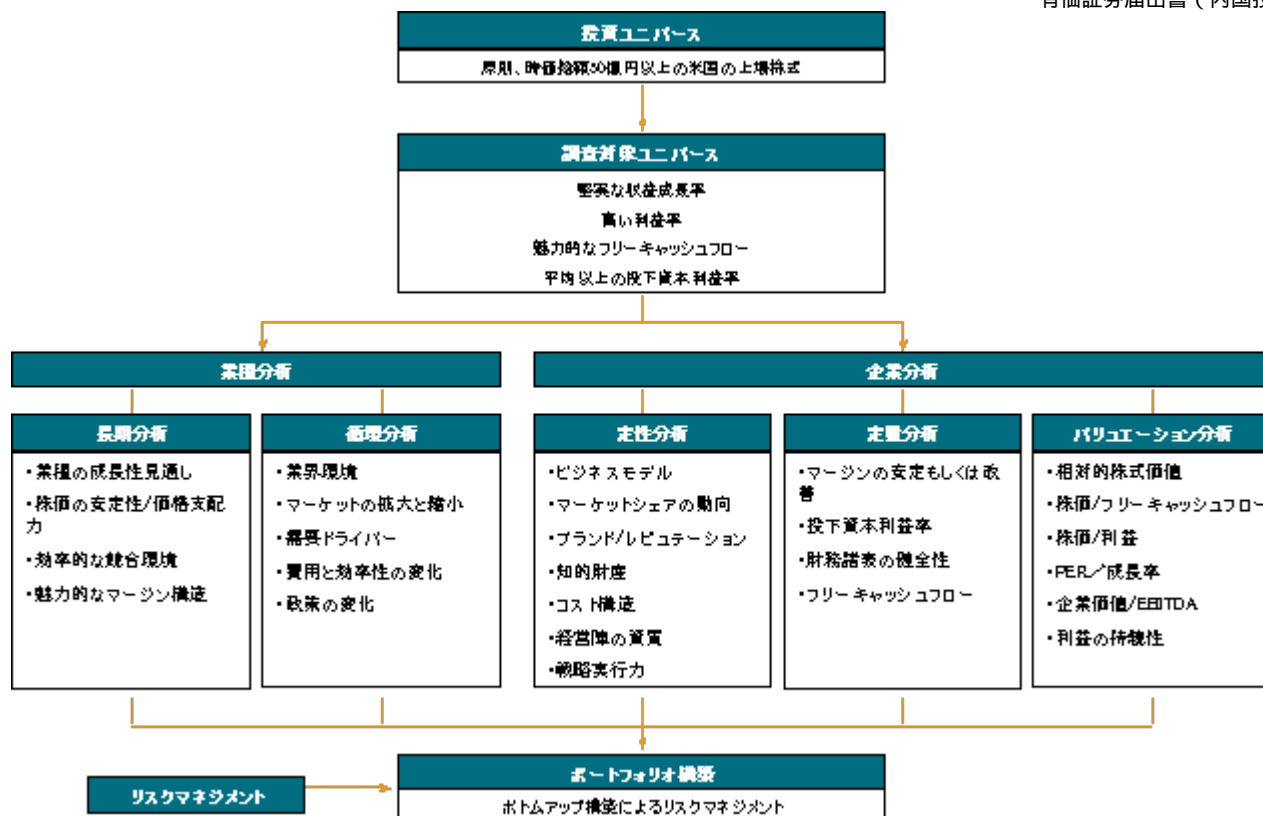 有価証券届出書(内国投
投資ユニバース
原則、時価総額50億円以上の米国の上場株式
調査対象ユニバース
堅実な収益成長率
高い利益率
魅力的なフリーキャッシュフロー
平均以上の投下資本利益率
業種分析
企業分析
長期分析
・業種の成長性見通し
・株価の安定性/価格支配
力
・効率的な競合環境
・魅力的なマージン構造
循環分析
・業界環境
・マーケットの拡大と縮小
・需要ドライバー
・費用と効率性の変化
・政策の変化
定性分析
・ビジネスモデル
・マーケットシェアの動向
・ブランド/レピュテーション
・知的財産
・コスト構造
・経営陣の資質
・戦略実行力
定量分析
・マージンの安定もしくは改
善
・投下資本利益率
・財務諸表の健全性
・フリーキャッシュフロー
バリュエーション分析
・相対的株式価値
・株価/フリーキャッシュフロー
・株価/利益
・PER/成長率
・企業価値/EBITDA
・利益の持続性
リスクマネジメント
ポートフォリオ構築
ボトムアップ構築によるリスクマネジメント